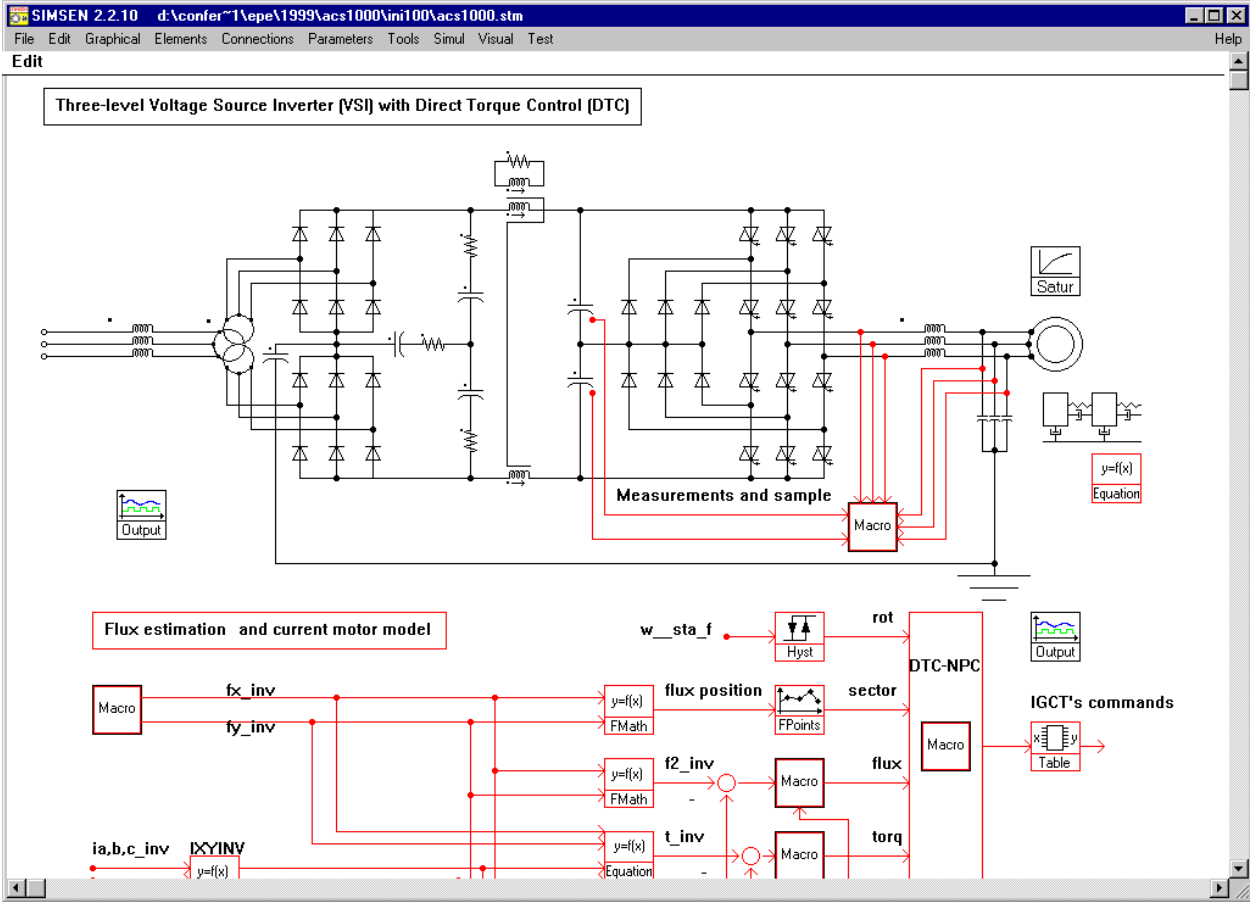 SIMSEN 2.2.10 d:\confer~1\epe\1999\acs1000\ini100\acs1000.stm
File Edit Graphical Elements Connections Parameters Tools Simul Visual Test Help
Edit
Three-level Voltage Source Inverter (VSI) with Direct Torque Control (DTC)
Satur
y=f(x)
Equation
Output
Measurements and sample
Macro
Flux estimation and current motor model
w__sta_f
Hyst
rot
DTC-NPC
Output
Macro
fx_inv
fy_inv
y=f(x)
FMath
flux position
FPoints
sector
Macro
IGCT's commands
x y
Table
y=f(x)
FMath
f2_inv
-
Macro
flux
ia,b,c_inv
IXYINV
y=f(x)
y=f(x)
Equation
t_inv
-
Macro
torq